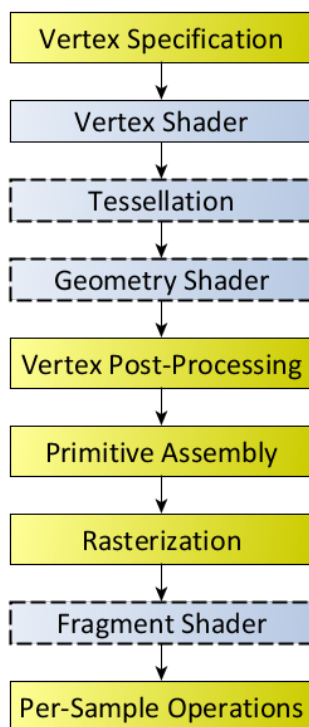 Vertex Specification
Vertex Shader
Tessellation
Geometry Shader
Vertex Post-Processing
Primitive Assembly
Rasterization
Fragment Shader
Per-Sample Operations